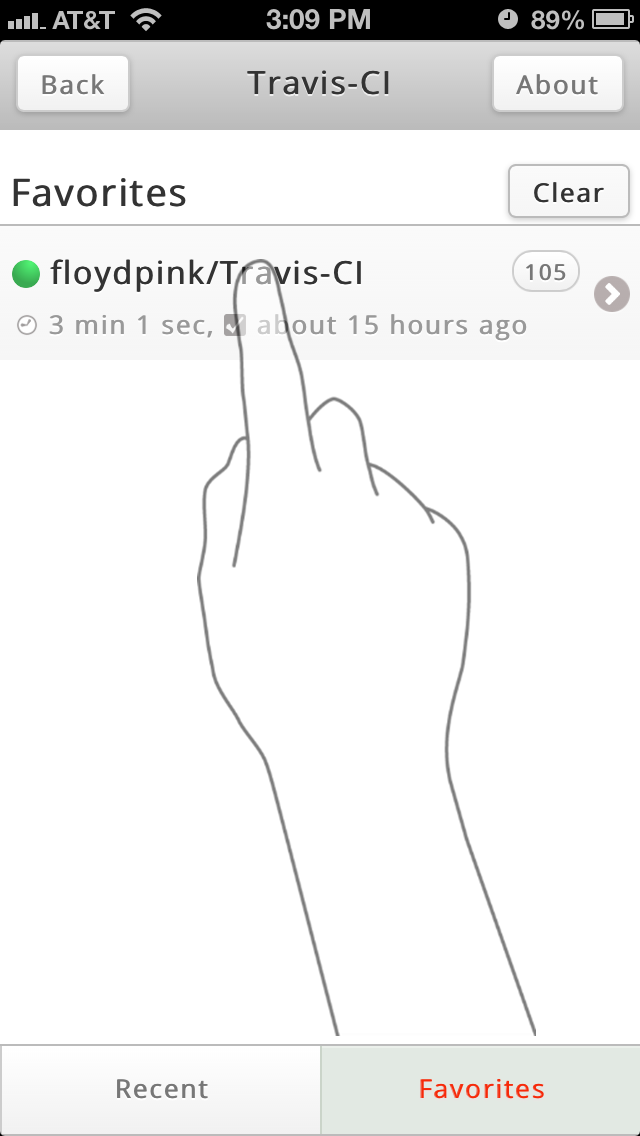 AT&T 3:09 PM 89%
Back Travis-CI About
Favorites Clear
floydpink/Travis-CI 105
3 min 1 sec, about 15 hours ago
Recent Favorites